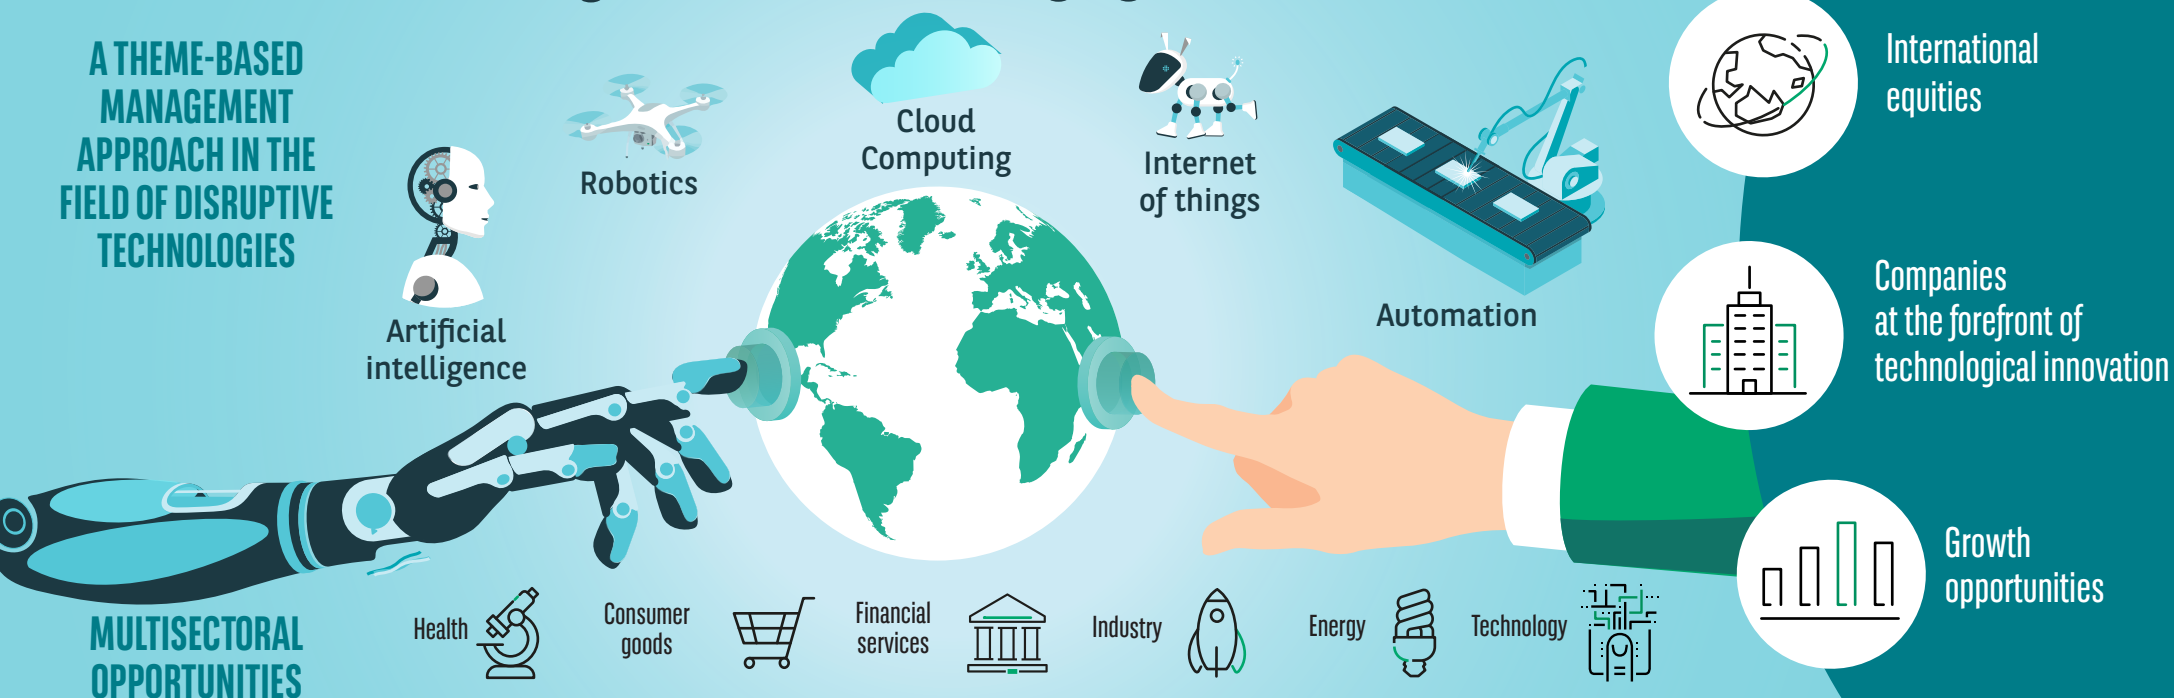 A THEME-BASED
MANAGEMENT
APPROACH IN THE
FIELD OF DISRUPTIVE
TECHNOLOGIES
Artificial
intelligence
Robotics
Cloud
Computing
Internet
of things
Automation
International
equities
Companies
at the forefront of
technological innovation
Growth
opportunities
MULTISECTORAL
OPPORTUNITIES
Health
Consumer
goods
Financial
services
Industry
Energy
Technology